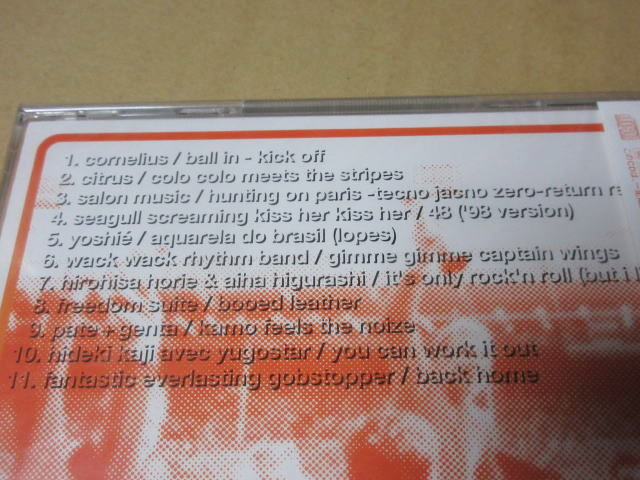 1. cornelius / ball in - kick off
2. citrus / colo colo meets the stripes
3. salon music / hunting on paris -tecno jacno zero-return
4. seagull screaming kiss her kiss her / 48 ('98 version)
5. yoshié / aquarela do brasil (lopes)
6. wack wack rhythm band / gimme gimme captain wings
7. hirohisa horie & aiha higurashi / it's only rock'n roll (but i
8. freedom suite / booed leather
9. pate + genta / kamo feels the noize
10. hideki kaji avec yugostar / you can work it out
11. fantastic everlasting gobstopper / back home